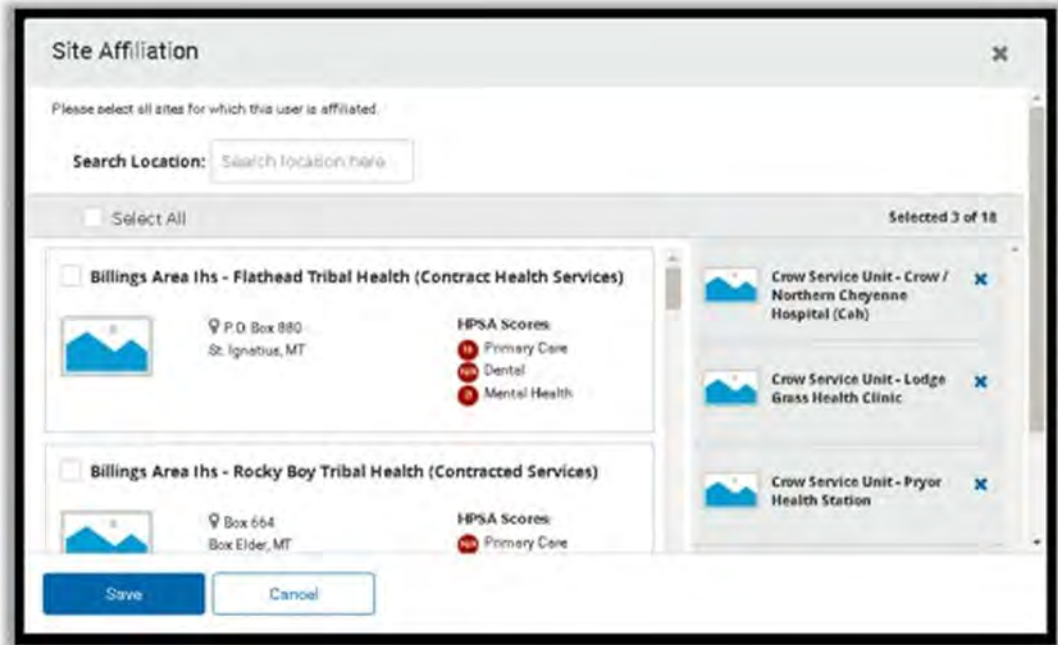 Site Affiliation
Please select all sites for which this user is affiliated.
Search Location: Search location here
Select All
Selected 3 of 18
Billings Area Ihs - Flathead Tribal Health (Contract Health Services)
P.O. Box 880
St. Ignatius, MT
HPSA Scores
Primary Care
N/A Dental
Mental Health
Billings Area Ihs - Rocky Boy Tribal Health (Contracted Services)
Box 664
Box Elder, MT
HPSA Scores
N/A Primary Care
Crow Service Unit - Crow /
Northern Cheyenne
Hospital (Cah)
Crow Service Unit - Lodge
Grass Health Clinic
Crow Service Unit - Pryor
Health Station
Save
Cancel